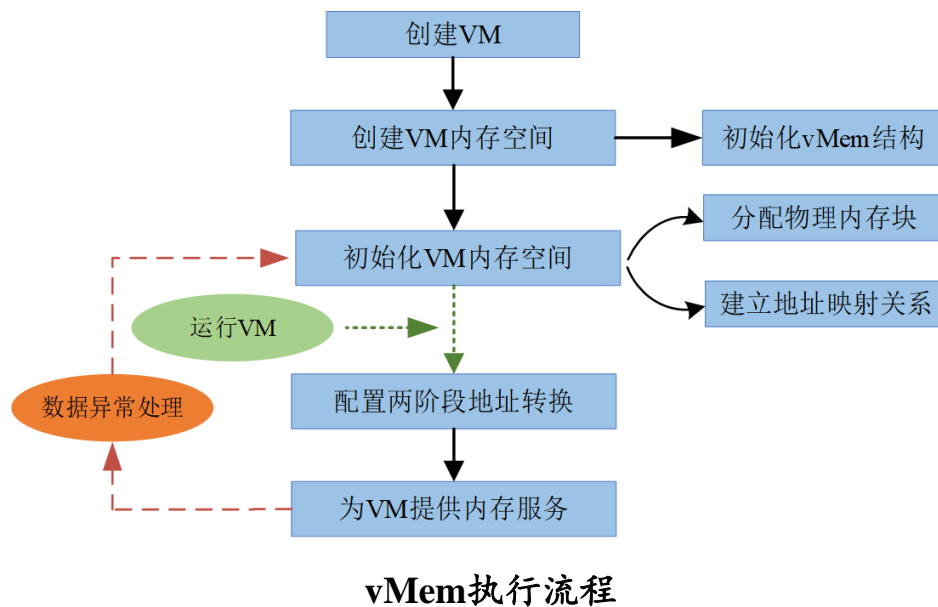 创建VM
创建VM内存空间
初始化vMem结构
分配物理内存块
初始化VM内存空间
建立地址映射关系
运行VM
配置两阶段地址转换
数据异常处理
为VM提供内存服务
vMem执行流程